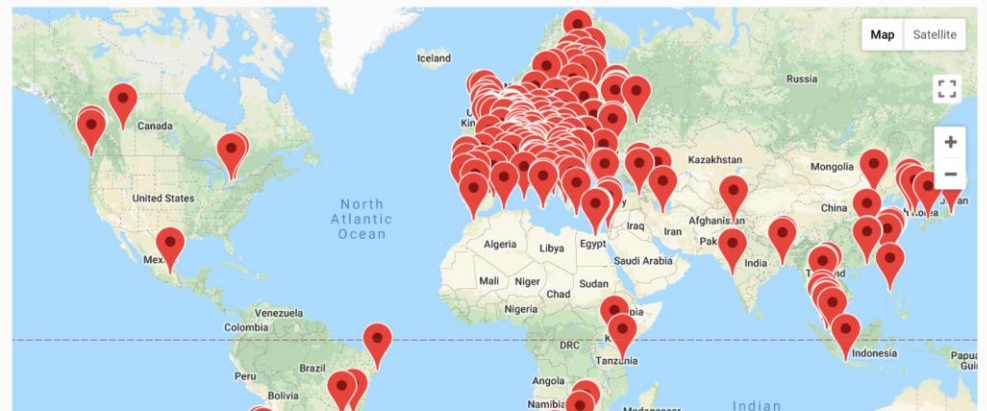 Map
Satellite
Iceland
Russia
Canada
Kazakhstan
Mongolia
United States
North
Atlantic
Ocean
China
Afghanistan
Iraq
Iran
Algeria
Libya
Egypt
Saudi Arabia
India
Mali
Niger
Chad
Sudan
Nigeria
Venezuela
Colombia
DRC
Tanzania
Indonesia
Papua
Brazil
Peru
Bolivia
Angola
Namibia
Indian